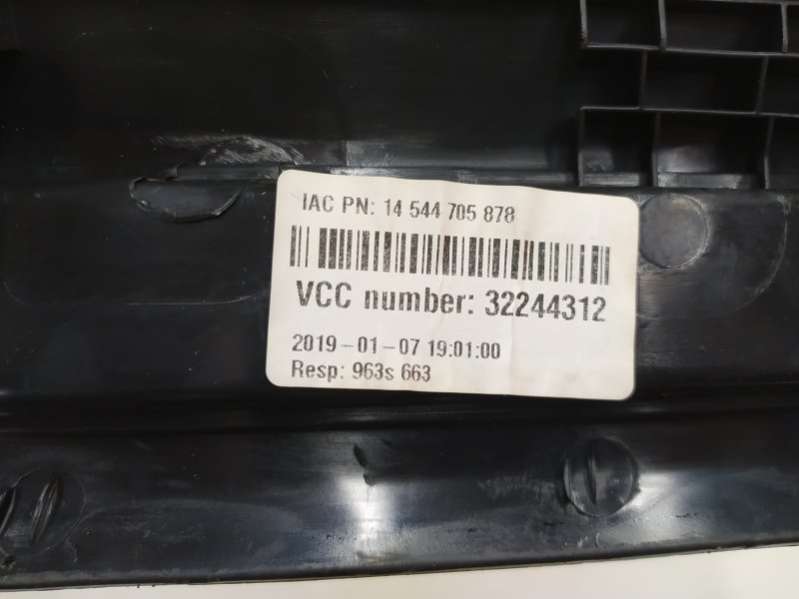 IAC PN: 14 544 705 878
VCC number: 32244312
2019-01-07 19:01:00
Resp: 963s 663